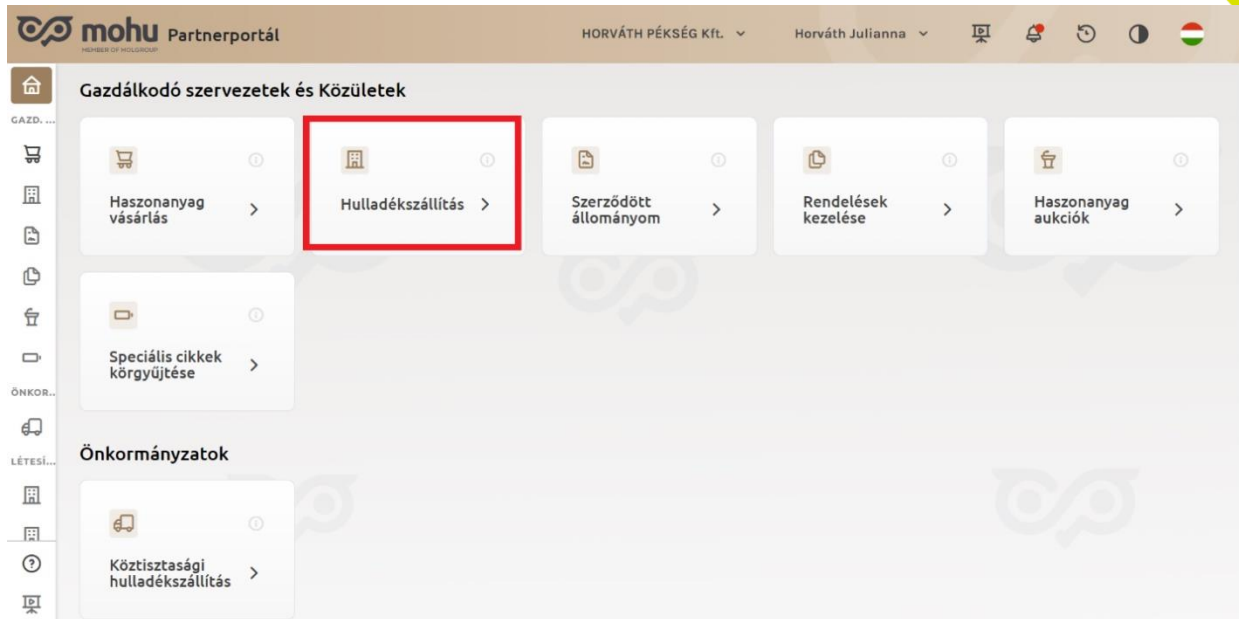 mohu Partnerportál
MEMBER OF MOLGROUP
HORVÁTH PÉKSÉG Kft.
Horváth Julianna
GAZD. ...
ÖNKOR...
LÉTESÍ...
Gazdálkodó szervezetek és Közületek
Haszonanyag
vásárlás
Hulladékszállítás
Szerződött
állományom
Rendelések
kezelése
Haszonanyag
aukciók
Speciális cikkek
körgyűjtése
Önkormányzatok
Köztisztasági
hulladékszállítás